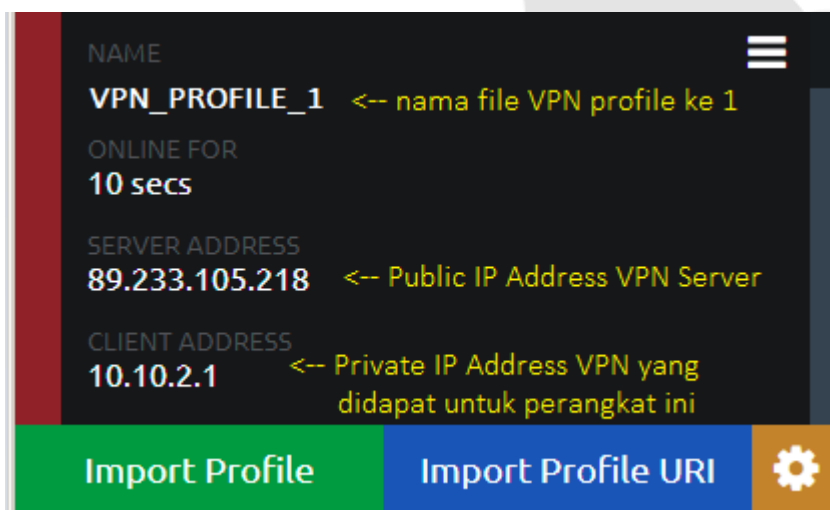 NAME
VPN_PROFILE_1 <-- nama file VPN profile ke 1
ONLINE FOR
10 secs
SERVER ADDRESS
89.233.105.218 <-- Public IP Address VPN Server
CLIENT ADDRESS
10.10.2.1 <-- Private IP Address VPN yang
didapat untuk perangkat ini
Import Profile Import Profile URI